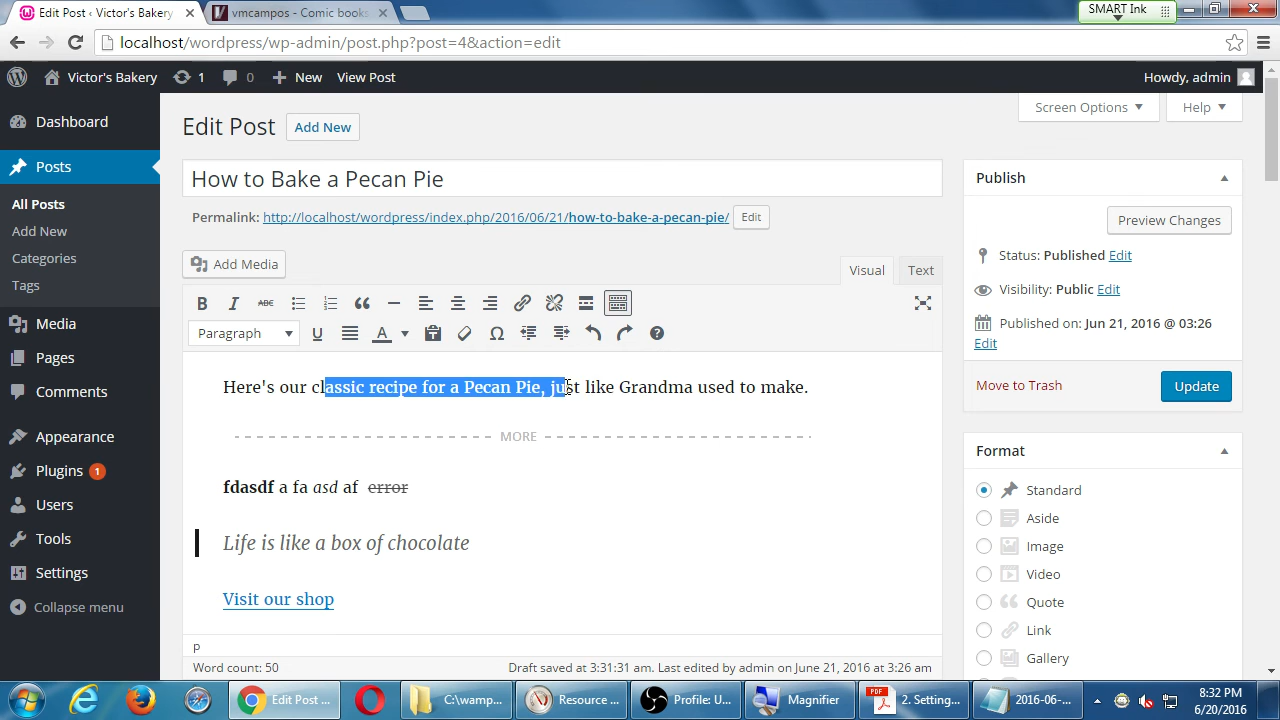 Edit Post ‹ Victor's Bakery
vmcampos - Comic books
SMART Ink
localhost/wordpress/wp-admin/post.php?post=4&action=edit
Victor's Bakery 1 0 New View Post Howdy, admin
Screen Options Help
Dashboard
Posts
All Posts
Add New
Categories
Tags
Media
Pages
Comments
Appearance
Plugins 1
Users
Tools
Settings
Collapse menu
Edit Post Add New
How to Bake a Pecan Pie
Permalink: http://localhost/wordpress/index.php/2016/06/21/how-to-bake-a-pecan-pie/ Edit
Add Media
Visual Text
B I ABC
Paragraph U A Ω
Here's our classic recipe for a Pecan Pie, just like Grandma used to make.
MORE
fdasdf a fa asd af error
Life is like a box of chocolate
Visit our shop
p
Word count: 50
Draft saved at 3:31:31 am. Last edited by admin on June 21, 2016 at 3:26 am
Publish
Preview Changes
Status: Published Edit
Visibility: Public Edit
Published on: Jun 21, 2016 @ 03:26
Edit
Move to Trash Update
Format
Standard
Aside
Image
Video
Quote
Link
Gallery
Edit Post ...
C:\wamp...
Resource ...
Profile: U...
Magnifier
PDF
2. Setting...
2016-06-...
8:32 PM
6/20/2016